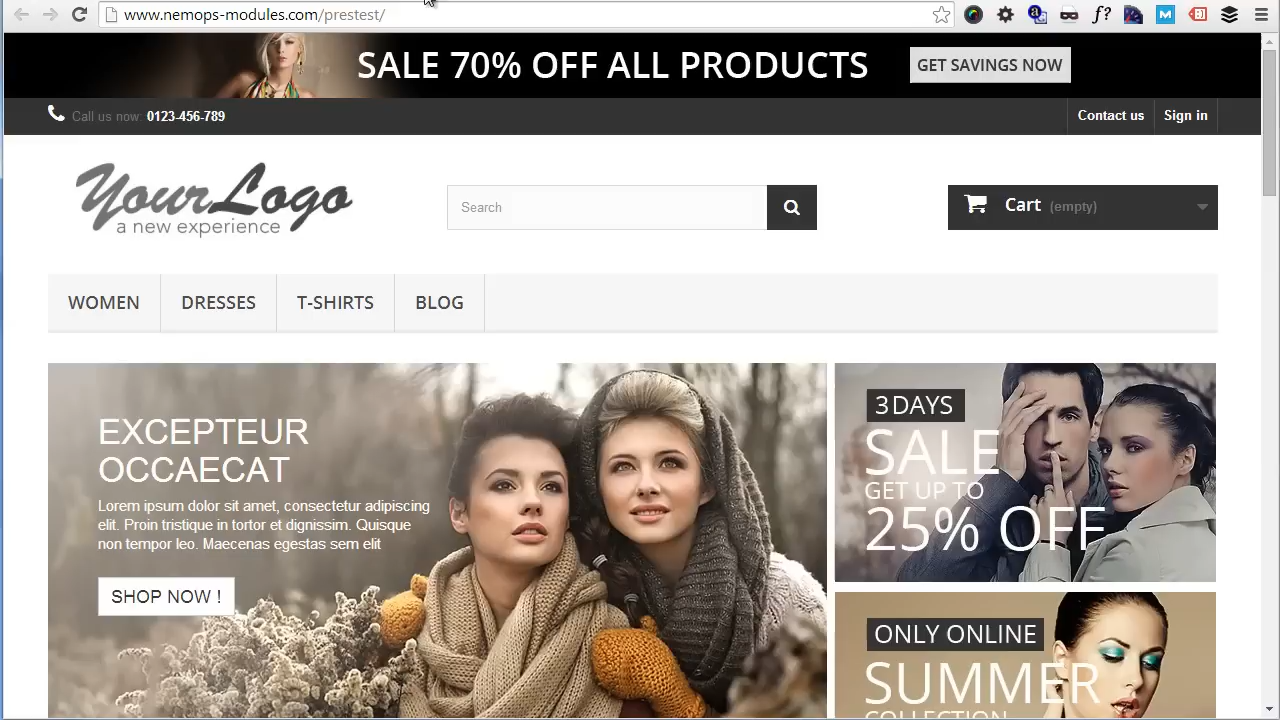 www.nemops-modules.com/prestest/
f?
M
SALE 70% OFF ALL PRODUCTS
GET SAVINGS NOW
Call us now: 0123-456-789
Contact us
Sign in
YourLogo
a new experience
Search
Cart (empty)
WOMEN
DRESSES
T-SHIRTS
BLOG
EXCEPTEUR
OCCAECAT
Lorem ipsum dolor sit amet, consectetur adipiscing
elit. Proin tristique in tortor et dignissim. Quisque
non tempor leo. Maecenas egestas sem elit
SHOP NOW !
3 DAYS
SALE
GET UP TO
25% OFF
ONLY ONLINE
SUMMER
COLLECTION